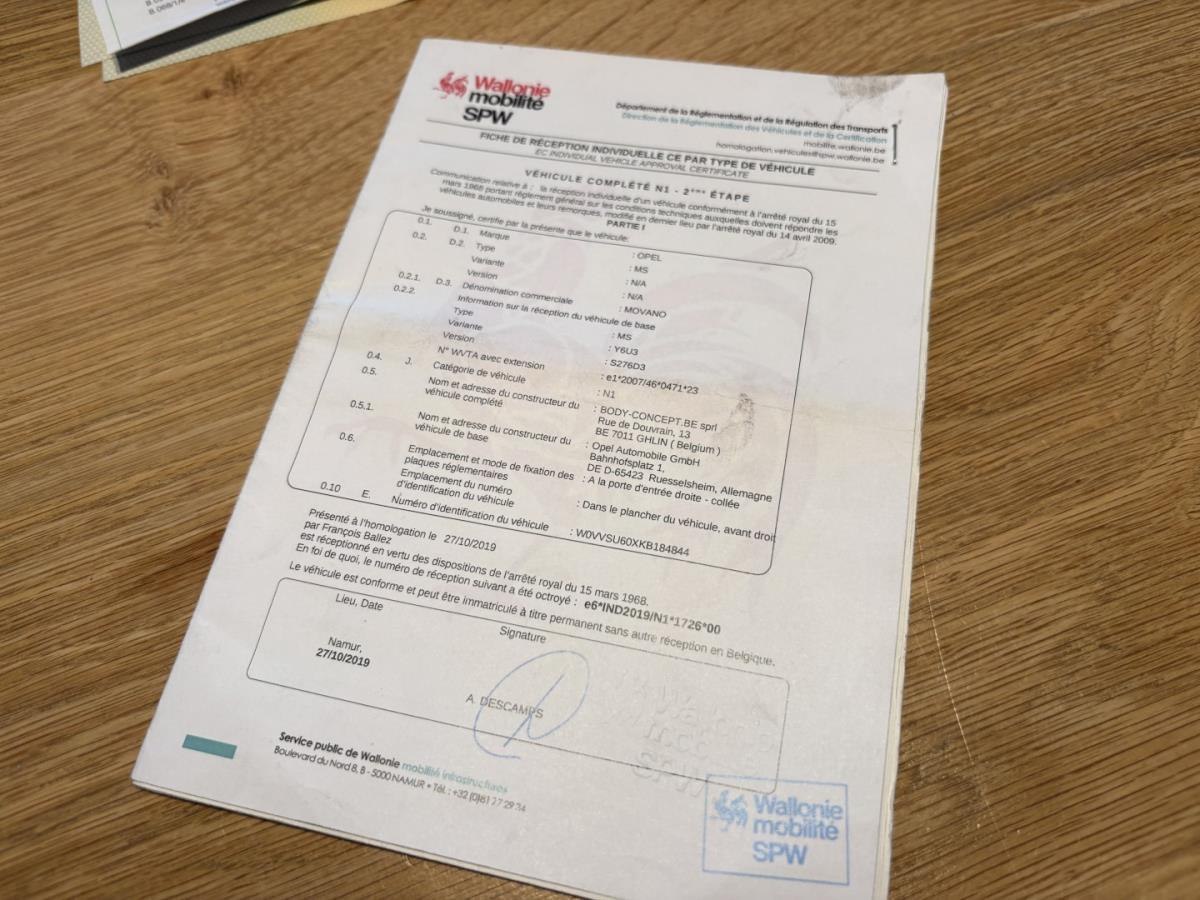 B.068/1/
Wallonie
mobilité
SPW
Département de la Réglementation et de la Régulation des Transports
Direction de la Réglementation des Véhicules et de la Certification
mobilite.wallonie.be
homologation.vehicules@spw.wallonie.be
FICHE DE RÉCEPTION INDIVIDUELLE CE PAR TYPE DE VÉHICULE
EC INDIVIDUAL VEHICLE APPROVAL CERTIFICATE
VÉHICULE COMPLÉTÉ N1 - 2ème ÉTAPE
Communication relative à : la réception individuelle d'un véhicule conformément à l'arrêté royal du 15
mars 1968 portant règlement général sur les conditions techniques auxquelles doivent répondre les
véhicules automobiles et leurs remorques, modifié en dernier lieu par l'arrêté royal du 14 avril 2009.
PARTIE I
Je soussigné, certifie par la présente que le véhicule:
0.1. D.1. Marque : OPEL
0.2. D.2. Type : MS
Variante : N/A
Version : N/A
0.2.1. D.3. Dénomination commerciale : MOVANO
0.2.2. Information sur la réception du véhicule de base
Type : MS
Variante : Y6U3
Version : S276D3
N° WVTA avec extension : e1*2007/46*0471*23
0.4. J. Catégorie de véhicule : N1
0.5. Nom et adresse du constructeur du : BODY-CONCEPT.BE sprl
véhicule complété Rue de Douvrain, 13
BE 7011 GHLIN ( Belgium )
0.5.1. Nom et adresse du constructeur du : Opel Automobile GmbH
véhicule de base Bahnhofsplatz 1,
DE D-65423 Ruesselsheim, Allemagne
0.6. Emplacement et mode de fixation des : A la porte d'entrée droite - collée
plaques réglementaires
Emplacement du numéro : Dans le plancher du véhicule, avant droit
d'identification du véhicule
0.10 E. Numéro d'identification du véhicule : W0VVSU60XKB184844
Présenté à l'homologation le 27/10/2019
par François Ballez
est réceptionné en vertu des dispositions de l'arrêté royal du 15 mars 1968.
En foi de quoi, le numéro de réception suivant a été octroyé : e6*IND2019/N1*1726*00
Le véhicule est conforme et peut être immatriculé à titre permanent sans autre réception en Belgique.
Lieu, Date Signature
Namur,
27/10/2019
A. DESCAMPS
Service public de Wallonie mobilité infrastructures
Boulevard du Nord 8, B - 5000 NAMUR • Tél. : +32 (0)81 77 29 34
Wallonie
mobilité
SPW